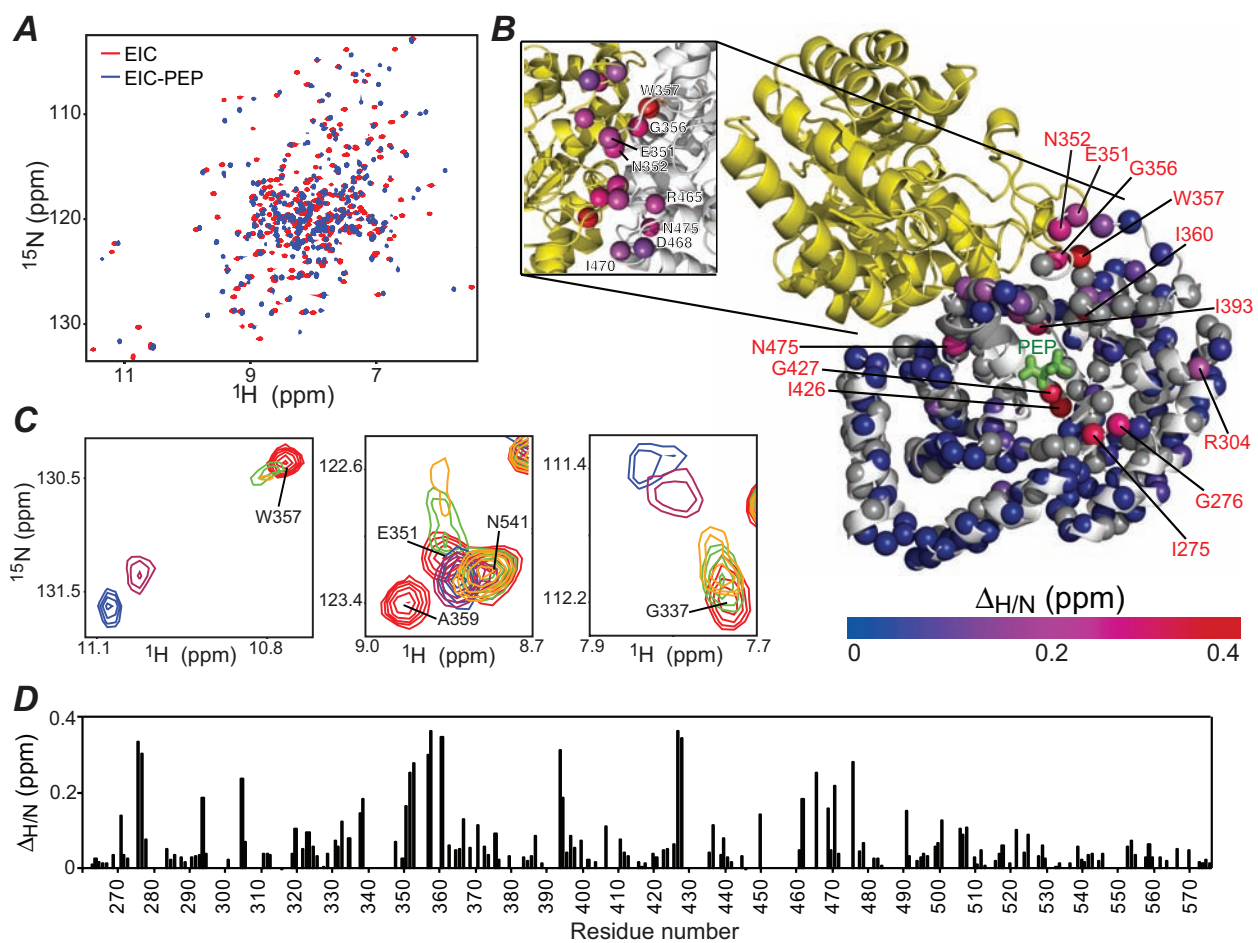 A
EIC
EIC-PEP
110
120
130
15N (ppm)
11
9
7
1H (ppm)
B
W357
G356
E351
N352
R465
N475
D468
I470
N352
E351
G356
W357
I360
I393
PEP
N475
G427
I426
R304
G276
I275
ΔH/N (ppm)
0
0.2
0.4
C
130.5
131.5
15N (ppm)
W357
11.1
10.8
1H (ppm)
122.6
123.4
E351
N541
A359
9.0
8.7
1H (ppm)
111.4
112.2
G337
7.9
7.7
1H (ppm)
D
0.4
0.2
0
ΔH/N (ppm)
270 280 290 300 310 320 330 340 350 360 370 380 390 400 410 420 430 440 450 460 470 480 490 500 510 520 530 540 550 560 570
Residue number